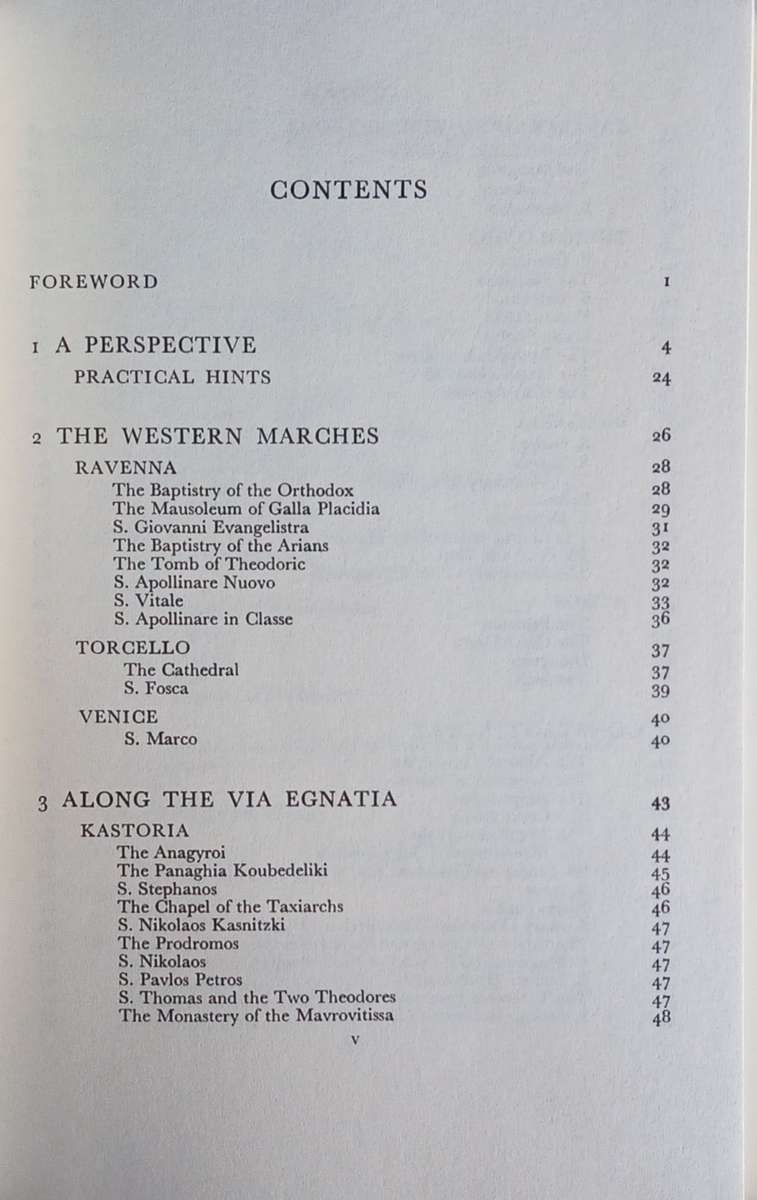 CONTENTS
FOREWORD 1
1 A PERSPECTIVE 4
PRACTICAL HINTS 24
2 THE WESTERN MARCHES 26
RAVENNA 28
The Baptistry of the Orthodox 28
The Mausoleum of Galla Placidia 29
S. Giovanni Evangelistra 31
The Baptistry of the Arians 32
The Tomb of Theodoric 32
S. Apollinare Nuovo 32
S. Vitale 33
S. Apollinare in Classe 36
TORCELLO 37
The Cathedral 37
S. Fosca 39
VENICE 40
S. Marco 40
3 ALONG THE VIA EGNATIA 43
KASTORIA 44
The Anagyroi 44
The Panaghia Koubedeliki 45
S. Stephanos 46
The Chapel of the Taxiarchs 46
S. Nikolaos Kasnitzki 47
The Prodromos 47
S. Nikolaos 47
S. Pavlos Petros 47
S. Thomas and the Two Theodores 47
The Monastery of the Mavrovitissa 48
v